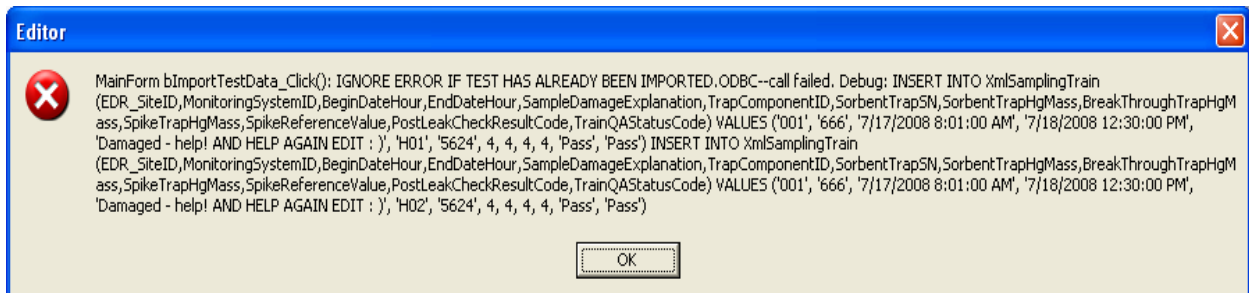 Editor
MainForm bImportTestData_Click(): IGNORE ERROR IF TEST HAS ALREADY BEEN IMPORTED.ODBC--call failed. Debug: INSERT INTO XmlSamplingTrain
(EDR_SiteID,MonitoringSystemID,BeginDateHour,EndDateHour,SampleDamageExplanation,TrapComponentID,SorbentTrapSN,SorbentTrapHgMass,BreakThroughTrapHgM
ass,SpikeTrapHgMass,SpikeReferenceValue,PostLeakCheckResultCode,TrainQAStatusCode) VALUES ('001', '666', '7/17/2008 8:01:00 AM', '7/18/2008 12:30:00 PM',
'Damaged - help! AND HELP AGAIN EDIT : )', 'H01', '5624', 4, 4, 4, 4, 'Pass', 'Pass') INSERT INTO XmlSamplingTrain
(EDR_SiteID,MonitoringSystemID,BeginDateHour,EndDateHour,SampleDamageExplanation,TrapComponentID,SorbentTrapSN,SorbentTrapHgMass,BreakThroughTrapHgM
ass,SpikeTrapHgMass,SpikeReferenceValue,PostLeakCheckResultCode,TrainQAStatusCode) VALUES ('001', '666', '7/17/2008 8:01:00 AM', '7/18/2008 12:30:00 PM',
'Damaged - help! AND HELP AGAIN EDIT : )', 'H02', '5624', 4, 4, 4, 4, 'Pass', 'Pass')
OK